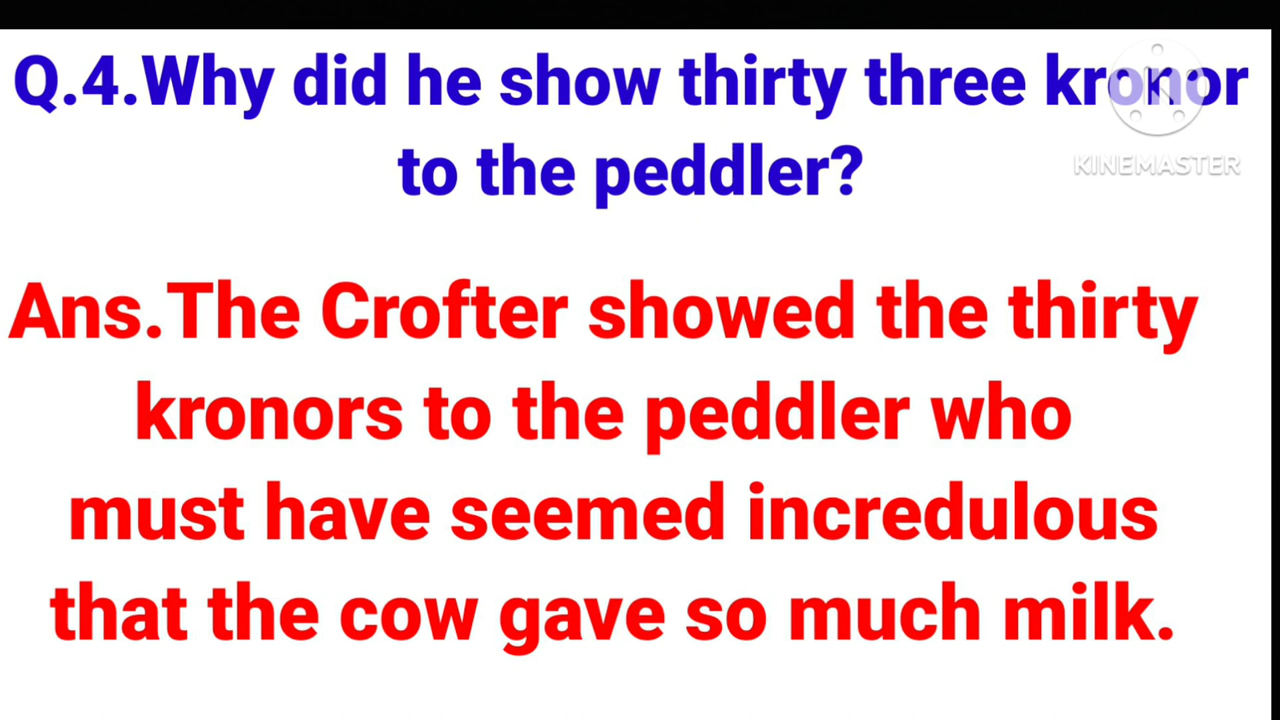 Q.4.Why did he show thirty three kronor
to the peddler?
KINEMASTER
Ans.The Crofter showed the thirty
kronors to the peddler who
must have seemed incredulous
that the cow gave so much milk.